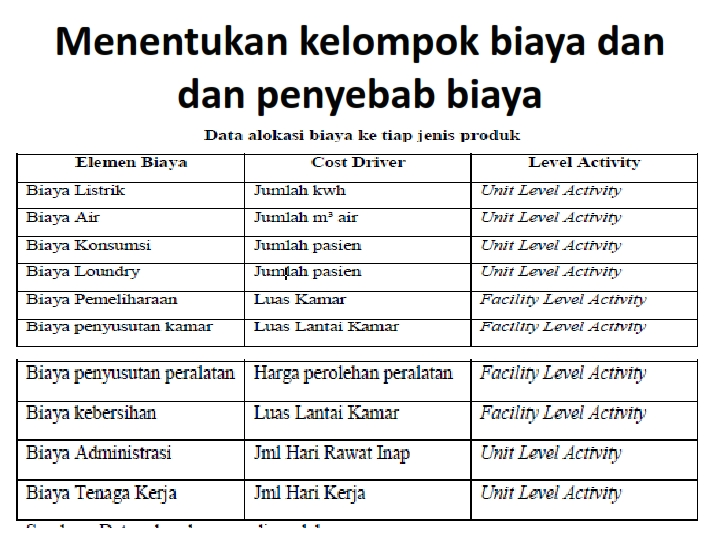 Menentukan kelompok biaya dan
dan penyebab biaya
Data alokasi biaya ke tiap jenis produk
Elemen Biaya Cost Driver Level Activity
Biaya Listrik Jumlah kwh Unit Level Activity
Biaya Air Jumlah m³ air Unit Level Activity
Biaya Konsumsi Jumlah pasien Unit Level Activity
Biaya Loundry Jumlah pasien Unit Level Activity
Biaya Pemeliharaan Luas Kamar Facility Level Activity
Biaya penyusutan kamar Luas Lantai Kamar Facility Level Activity
Biaya penyusutan peralatan Harga perolehan peralatan Facility Level Activity
Biaya kebersihan Luas Lantai Kamar Facility Level Activity
Biaya Administrasi Jml Hari Rawat Inap Unit Level Activity
Biaya Tenaga Kerja Jml Hari Kerja Unit Level Activity